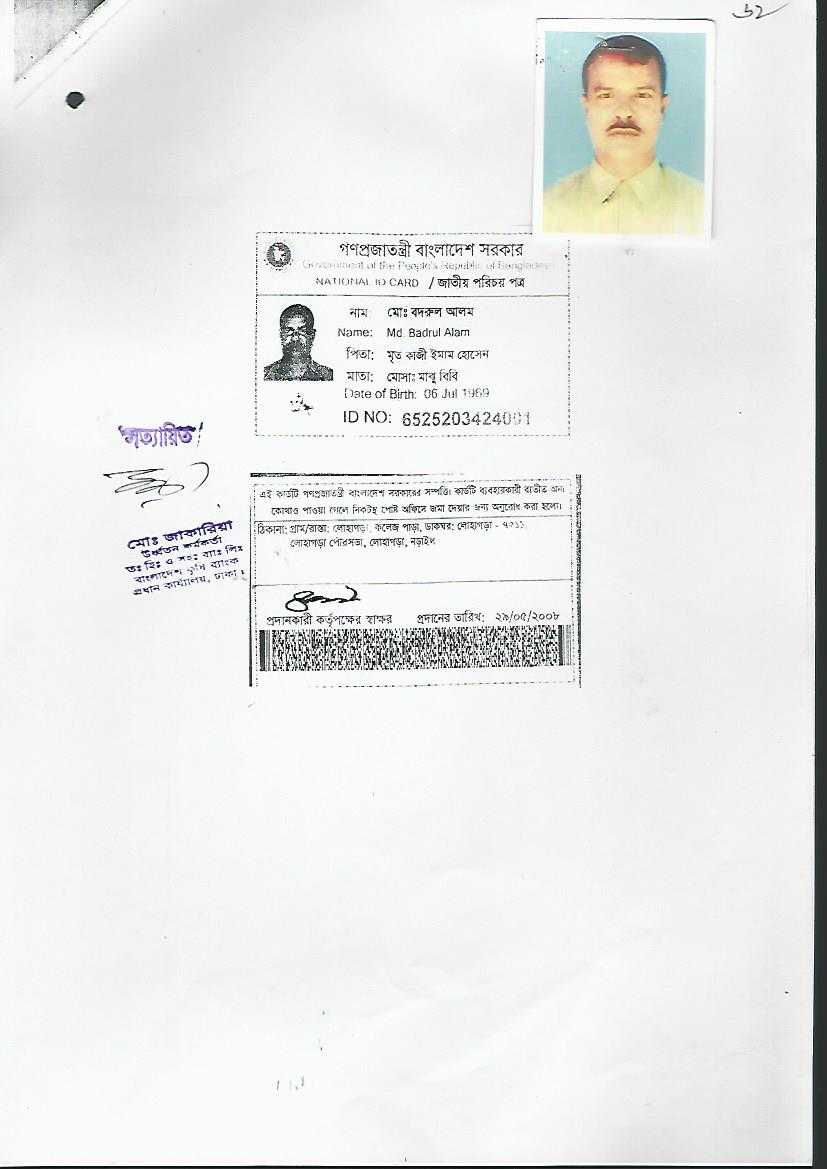 ৯২
গণপ্রজাতন্ত্রী বাংলাদেশ সরকার
Government of the People's Republic of Bangladesh
NATIONAL ID CARD / জাতীয় পরিচয় পত্র
নাম: মোঃ বদরুল আলম
Name: Md. Badrul Alam
পিতা: মৃত কাজী ইমাম হোসেন
মাতা: মোসাঃ মাবু বিবি
Date of Birth: 06 Jul 1969
ID NO: 6525203424001
সত্যায়িত
মোঃ জাকারিয়া
উর্ধ্বতন কর্মকর্তা
তঃ হিঃ ও সহঃ ব্যাঃ লিঃ
বাংলাদেশ কৃষি ব্যাংক
প্রধান কার্য্যালয়, ঢাকা।
এই কার্ডটি গণপ্রজাতন্ত্রী বাংলাদেশ সরকারের সম্পত্তি। কার্ডটি ব্যবহারকারী ব্যতীত অন্য
কোথাও পাওয়া গেলে নিকটস্থ পোষ্ট অফিসে জমা দেবার জন্য অনুরোধ করা হলো।
ঠিকানা: গ্রাম/রাস্তা: লোহাগড়া, কলেজ পাড়া, ডাকঘর: লোহাগড়া - ৭৫১১
লোহাগড়া পৌরসভা, লোহাগড়া, নড়াইল
প্রদানকারী কর্তৃপক্ষের স্বাক্ষর প্রদানের তারিখ: ২৯/০৫/২০০৮